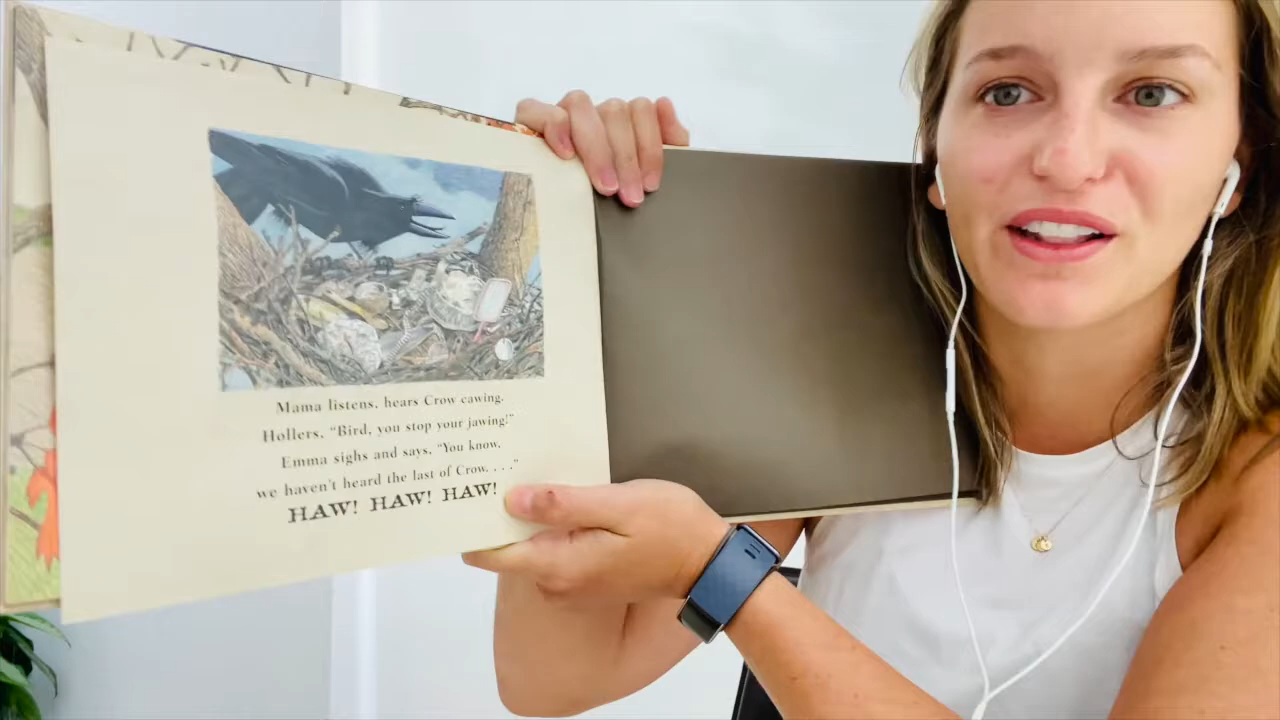 Mama listens, hears Crow cawing.
Hollers, "Bird, you stop your jawing!"
Emma sighs and says, "You know,
we haven't heard the last of Crow. . . ."
HAW! HAW! HAW!